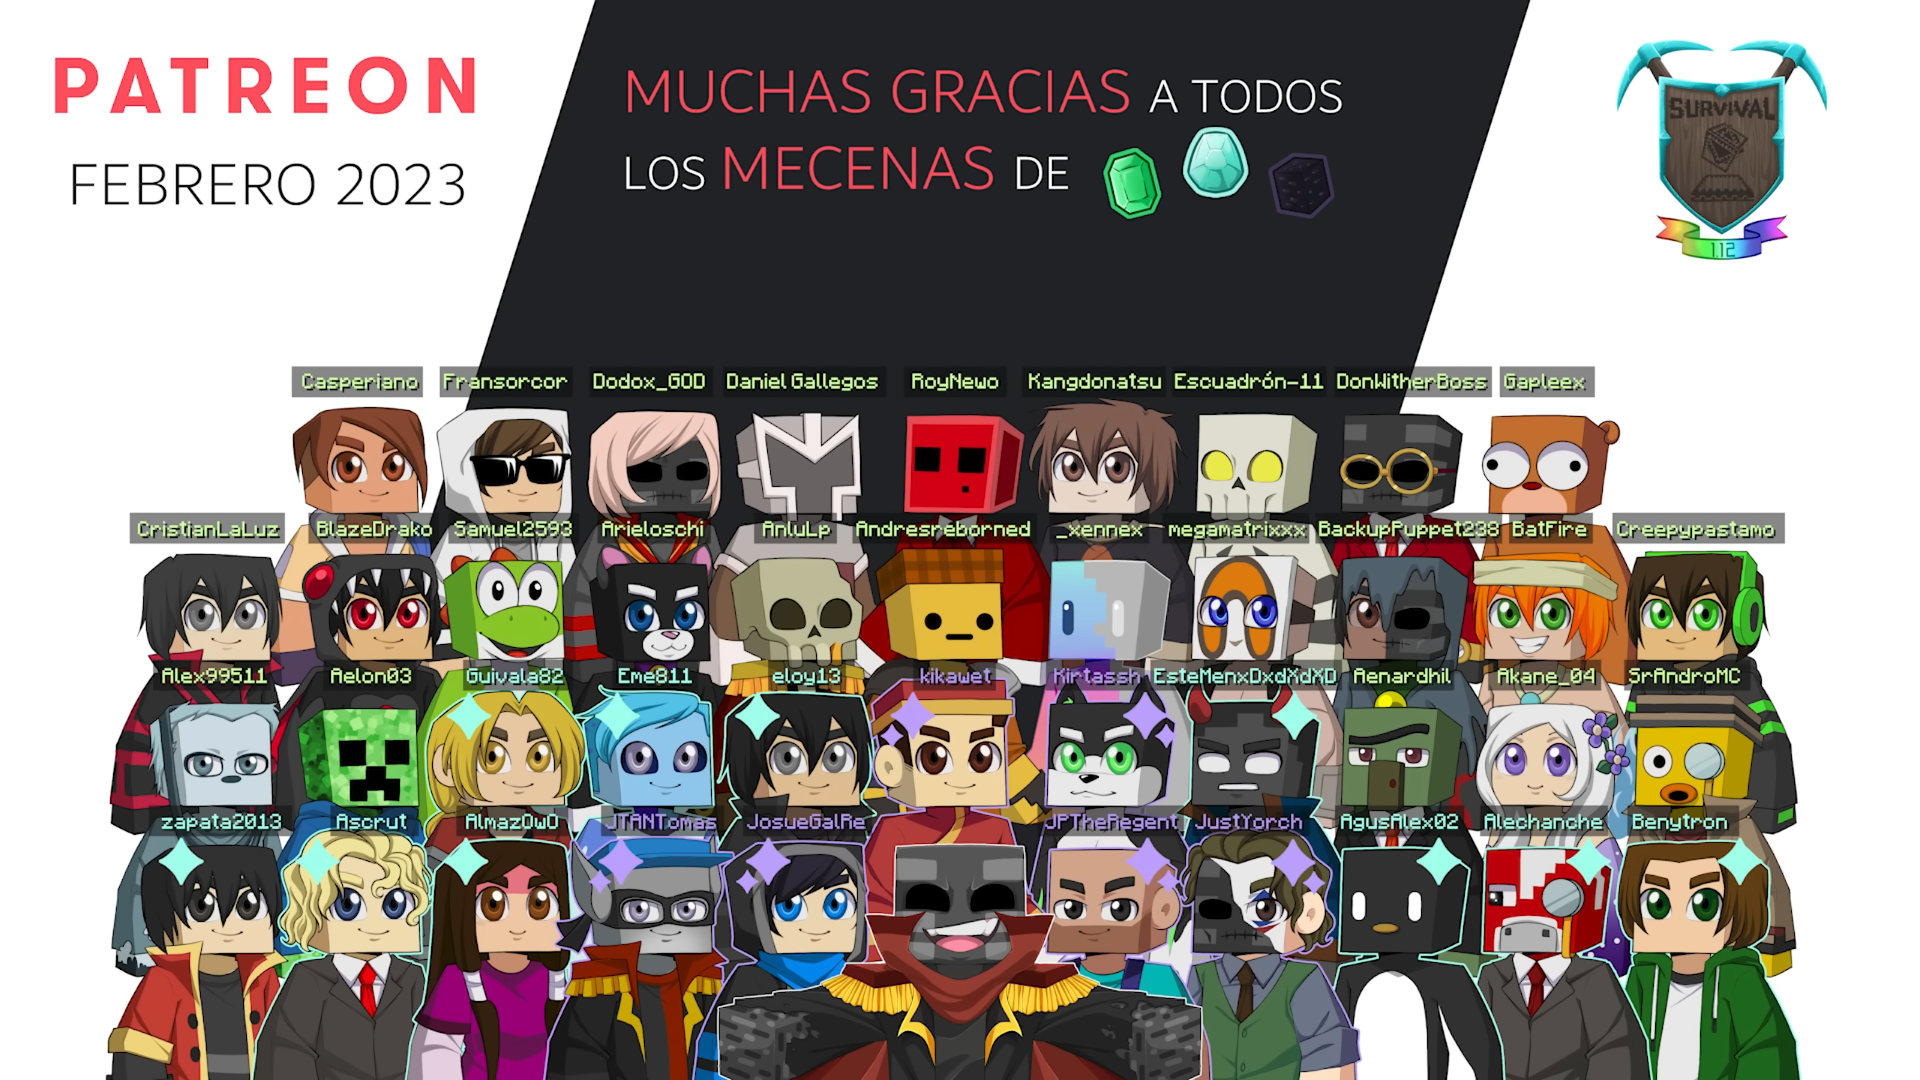 PATREON
FEBRERO 2023
MUCHAS GRACIAS A TODOS
LOS MECENAS DE
SURVIVAL
1.12
Casperiano Fransorcor Dodox_GOD Daniel Gallegos RoyNewo Kangdonatsu Escuadrón-11 DonWitherBoss Gapleex
CristianLaLuz BlazeDrako Samuel2593 Arieloschi AnluLp Andresreborned _xennex megamatrixxx BackupPuppet238 BatFire Creepypastamo
Alex99511 Aelon03 Guivala82 Eme811 eloy13 kikawet Kirtassh EsteMenxDxdXdXD Aenardhil Akane_04 SrAndroMC
zapata2013 Ascrut AlmazOwO JTANTomas JosueGalRe JPTheRegent JustYorch AgusAlex02 Alechanche Benytron